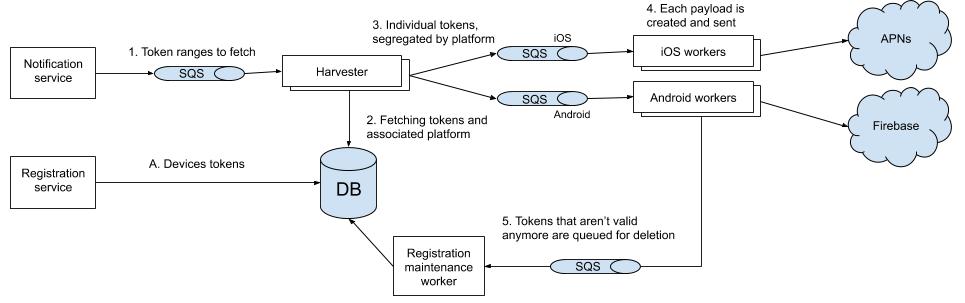 Notification
service
1. Token ranges to fetch
SQS
Harvester
3. Individual tokens,
segregated by platform
iOS
SQS
SQS
Android
4. Each payload is
created and sent
iOS workers
Android workers
APNs
Firebase
2. Fetching tokens and
associated platform
Registration
service
A. Devices tokens
DB
5. Tokens that aren't valid
anymore are queued for deletion
SQS
Registration
maintenance
worker